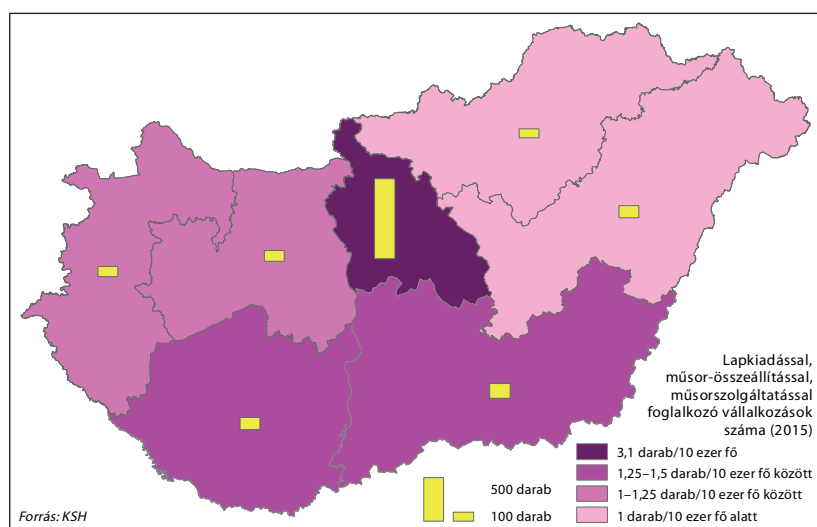 Lapkiadással,
műsor-összeállítással,
műsorszolgáltatással
foglalkozó vállalkozások
száma (2015)
3,1 darab/10 ezer fő
1,25–1,5 darab/10 ezer fő között
1–1,25 darab/10 ezer fő között
1 darab/10 ezer fő alatt
500 darab
100 darab
Forrás: KSH